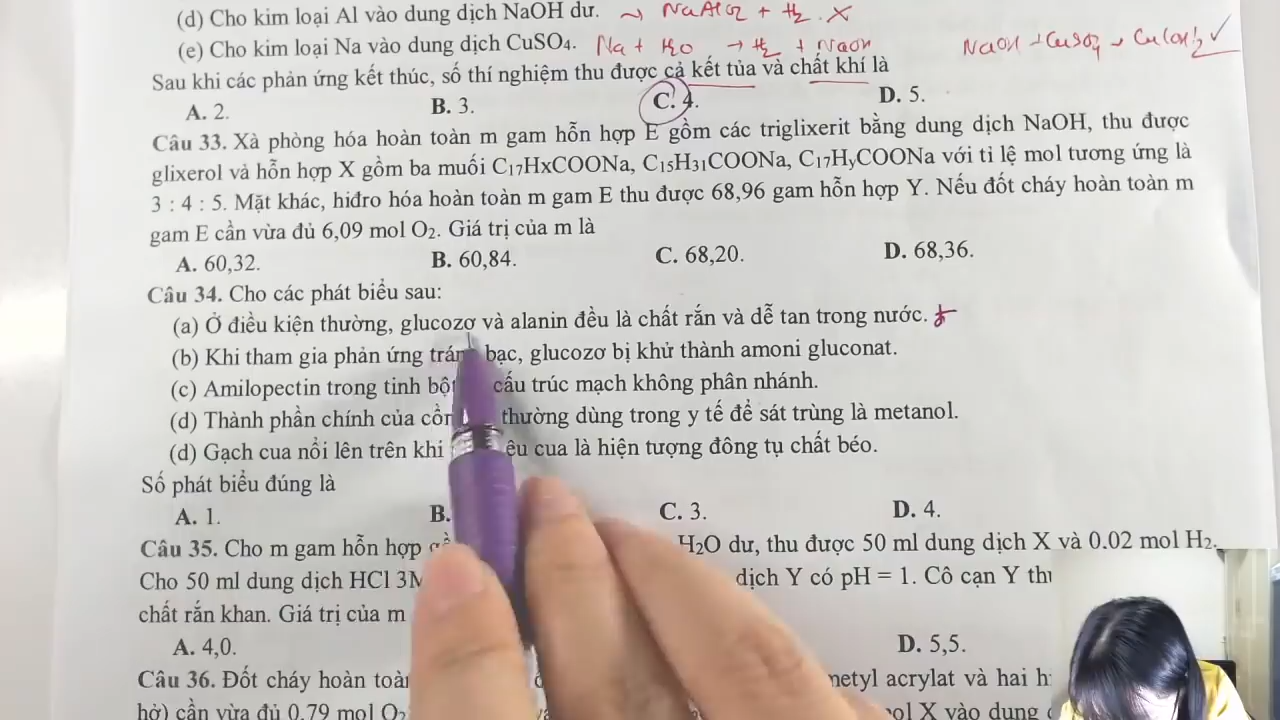 (d) Cho kim loại Al vào dung dịch NaOH dư. → NaAlO2 + H2. X
(e) Cho kim loại Na vào dung dịch CuSO₄. Na + H2O → H2 + NaOH NaOH + CuSO4 → Cu(OH)2 ✓
Sau khi các phản ứng kết thúc, số thí nghiệm thu được cả kết tủa và chất khí là
A. 2. B. 3. C. 4. D. 5.
Câu 33. Xà phòng hóa hoàn toàn m gam hỗn hợp E gồm các triglixerit bằng dung dịch NaOH, thu được
glixerol và hỗn hợp X gồm ba muối C₁₇HxCOONa, C₁₅H₃₁COONa, C₁₇HᵧCOONa với tỉ lệ mol tương ứng là
3 : 4 : 5. Mặt khác, hiđro hóa hoàn toàn m gam E thu được 68,96 gam hỗn hợp Y. Nếu đốt cháy hoàn toàn m
gam E cần vừa đủ 6,09 mol O₂. Giá trị của m là
A. 60,32. B. 60,84. C. 68,20. D. 68,36.
Câu 34. Cho các phát biểu sau:
(a) Ở điều kiện thường, glucozơ và alanin đều là chất rắn và dễ tan trong nước.
(b) Khi tham gia phản ứng bạc, glucozơ bị khử thành amoni gluconat.
(c) Amilopectin trong tinh cấu trúc mạch không phân nhánh.
(d) Thành phần chính của thường dùng trong y tế để sát trùng là metanol.
(d) Gạch cua nổi lên trên khi cua là hiện tượng đông tụ chất béo.
Số phát biểu đúng là
A. 1. B. C. 3. D. 4.
Câu 35. Cho m gam hỗn hợp H₂O dư, thu được 50 ml dung dịch X và 0.02 mol H₂.
Cho 50 ml dung dịch HCl 3M dịch Y có pH = 1. Cô cạn Y
chất rắn khan. Giá trị của m
A. 4,0. D. 5,5.
Câu 36. Đốt cháy hoàn acrylat và hai
hở) cần vừa đủ 0,79 mol O₂ X vào dung